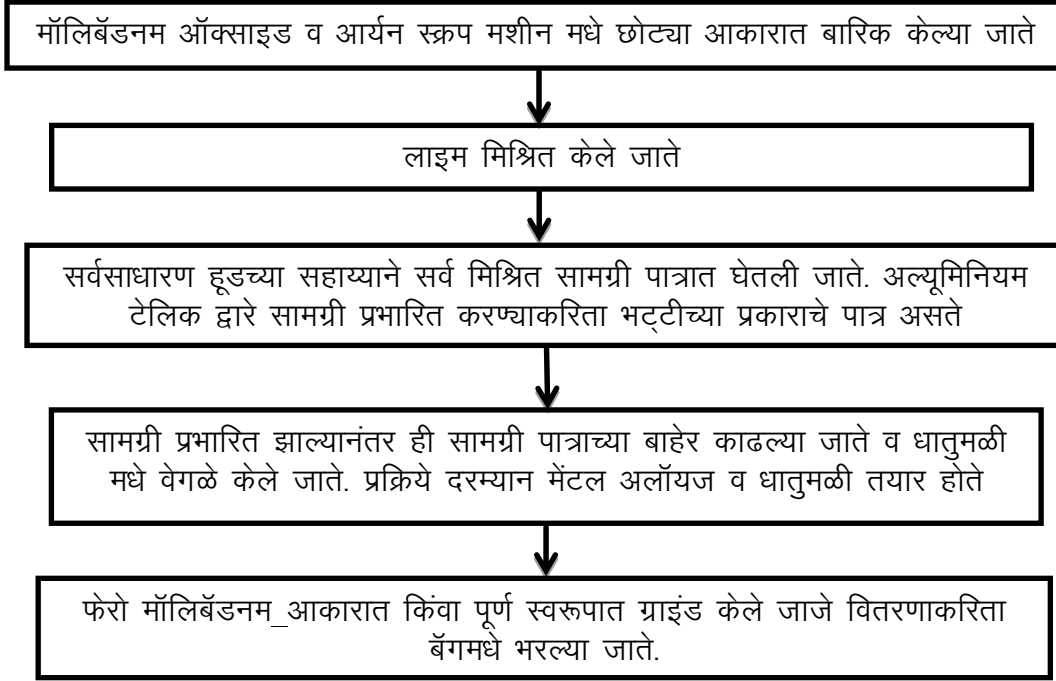 मॉलिबॅडनम ऑक्साइड व आर्यन स्क्रप मशीन मधे छोट्या आकारात बारिक केल्या जाते
लाइम मिश्रित केले जाते
सर्वसाधारण हूडच्या सहाय्याने सर्व मिश्रित सामग्री पात्रात घेतली जाते. अल्यूमिनियम
टेलिक द्वारे सामग्री प्रभारित करण्याकरिता भट्टीच्या प्रकाराचे पात्र असते
सामग्री प्रभारित झाल्यानंतर ही सामग्री पात्राच्या बाहेर काढल्या जाते व धातुमळी
मधे वेगळे केले जाते. प्रक्रिये दरम्यान मेंटल अलॉयज व धातुमळी तयार होते
फेरो मॉलिबॅडनम_आकारात किंवा पूर्ण स्वरूपात ग्राइंड केले जाजे वितरणाकरिता
बॅगमधे भरल्या जाते.